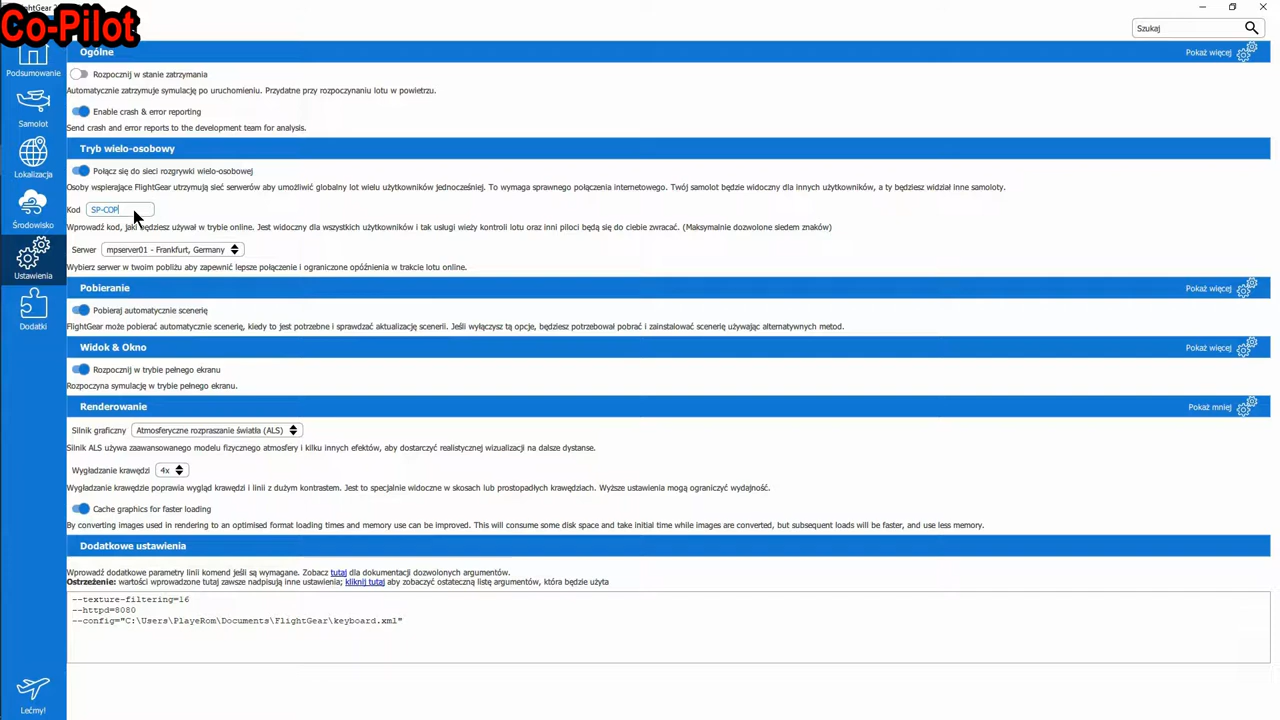 FlightGear
Co-Pilot
Szukaj
Podsumowanie
Samolot
Lokalizacja
Środowisko
Ustawienia
Dodatki
Lećmy!
Ogólne
Pokaż więcej
Rozpocznij w stanie zatrzymania
Automatycznie zatrzymuje symulację po uruchomieniu. Przydatne przy rozpoczynaniu lotu w powietrzu.
Enable crash & error reporting
Send crash and error reports to the development team for analysis.
Tryb wielo-osobowy
Połącz się do sieci rozgrywki wielo-osobowej
Osoby wspierające FlightGear utrzymują sieć serwerów aby umożliwić globalny lot wielu użytkowników jednocześniej. To wymaga sprawnego połączenia internetowego. Twój samolot będzie widoczny dla innych użytkowników, a ty będziesz widział inne samoloty.
Kod SP-COP
Wprowadź kod, jaki będziesz używał w trybie online. Jest widoczny dla wszystkich użytkowników i tak usługi wieży kontroli lotu oraz inni piloci będą się do ciebie zwracać. (Maksymalnie dozwolone siedem znaków)
Serwer mpserver01 - Frankfurt, Germany
Wybierz serwer w twoim pobliżu aby zapewnić lepsze połączenie i ograniczone opóźnienia w trakcie lotu online.
Pobieranie
Pokaż więcej
Pobieraj automatycznie scenerię
FlightGear może pobierać automatycznie scenerię, kiedy to jest potrzebne i sprawdzać aktualizację scenerii. Jeśli wyłączysz tą opcje, będziesz potrzebował pobrać i zainstalować scenerię używając alternatywnych metod.
Widok & Okno
Pokaż więcej
Rozpocznij w trybie pełnego ekranu
Rozpoczyna symulację w trybie pełnego ekranu.
Renderowanie
Pokaż mniej
Silnik graficzny Atmosferyczne rozpraszanie światła (ALS)
Silnik ALS używa zaawansowanego modelu fizycznego atmosfery i kilku innych efektów, aby dostarczyć realistycznej wizualizacji na dalsze dystanse.
Wygładzanie krawędzi 4x
Wygładzanie krawędzie poprawia wygląd krawędzi i linii z dużym kontrastem. Jest to specjalnie widoczne w skosach lub prostopadłych krawędziach. Wyższe ustawienia mogą ograniczyć wydajność.
Cache graphics for faster loading
By converting images used in rendering to an optimised format loading times and memory use can be improved. This will consume some disk space and take initial time while images are converted, but subsequent loads will be faster, and use less memory.
Dodatkowe ustawienia
Wprowadź dodatkowe parametry linii komend jeśli są wymagane. Zobacz tutaj dla dokumentacji dozwolonych argumentów.
Ostrzeżenie: wartości wprowadzone tutaj zawsze nadpisują inne ustawienia; kliknij tutaj aby zobaczyć ostateczną listę argumentów, która będzie użyta
--texture-filtering=16
--httpd=8080
--config="C:\Users\PlayeRom\Documents\FlightGear\keyboard.xml"